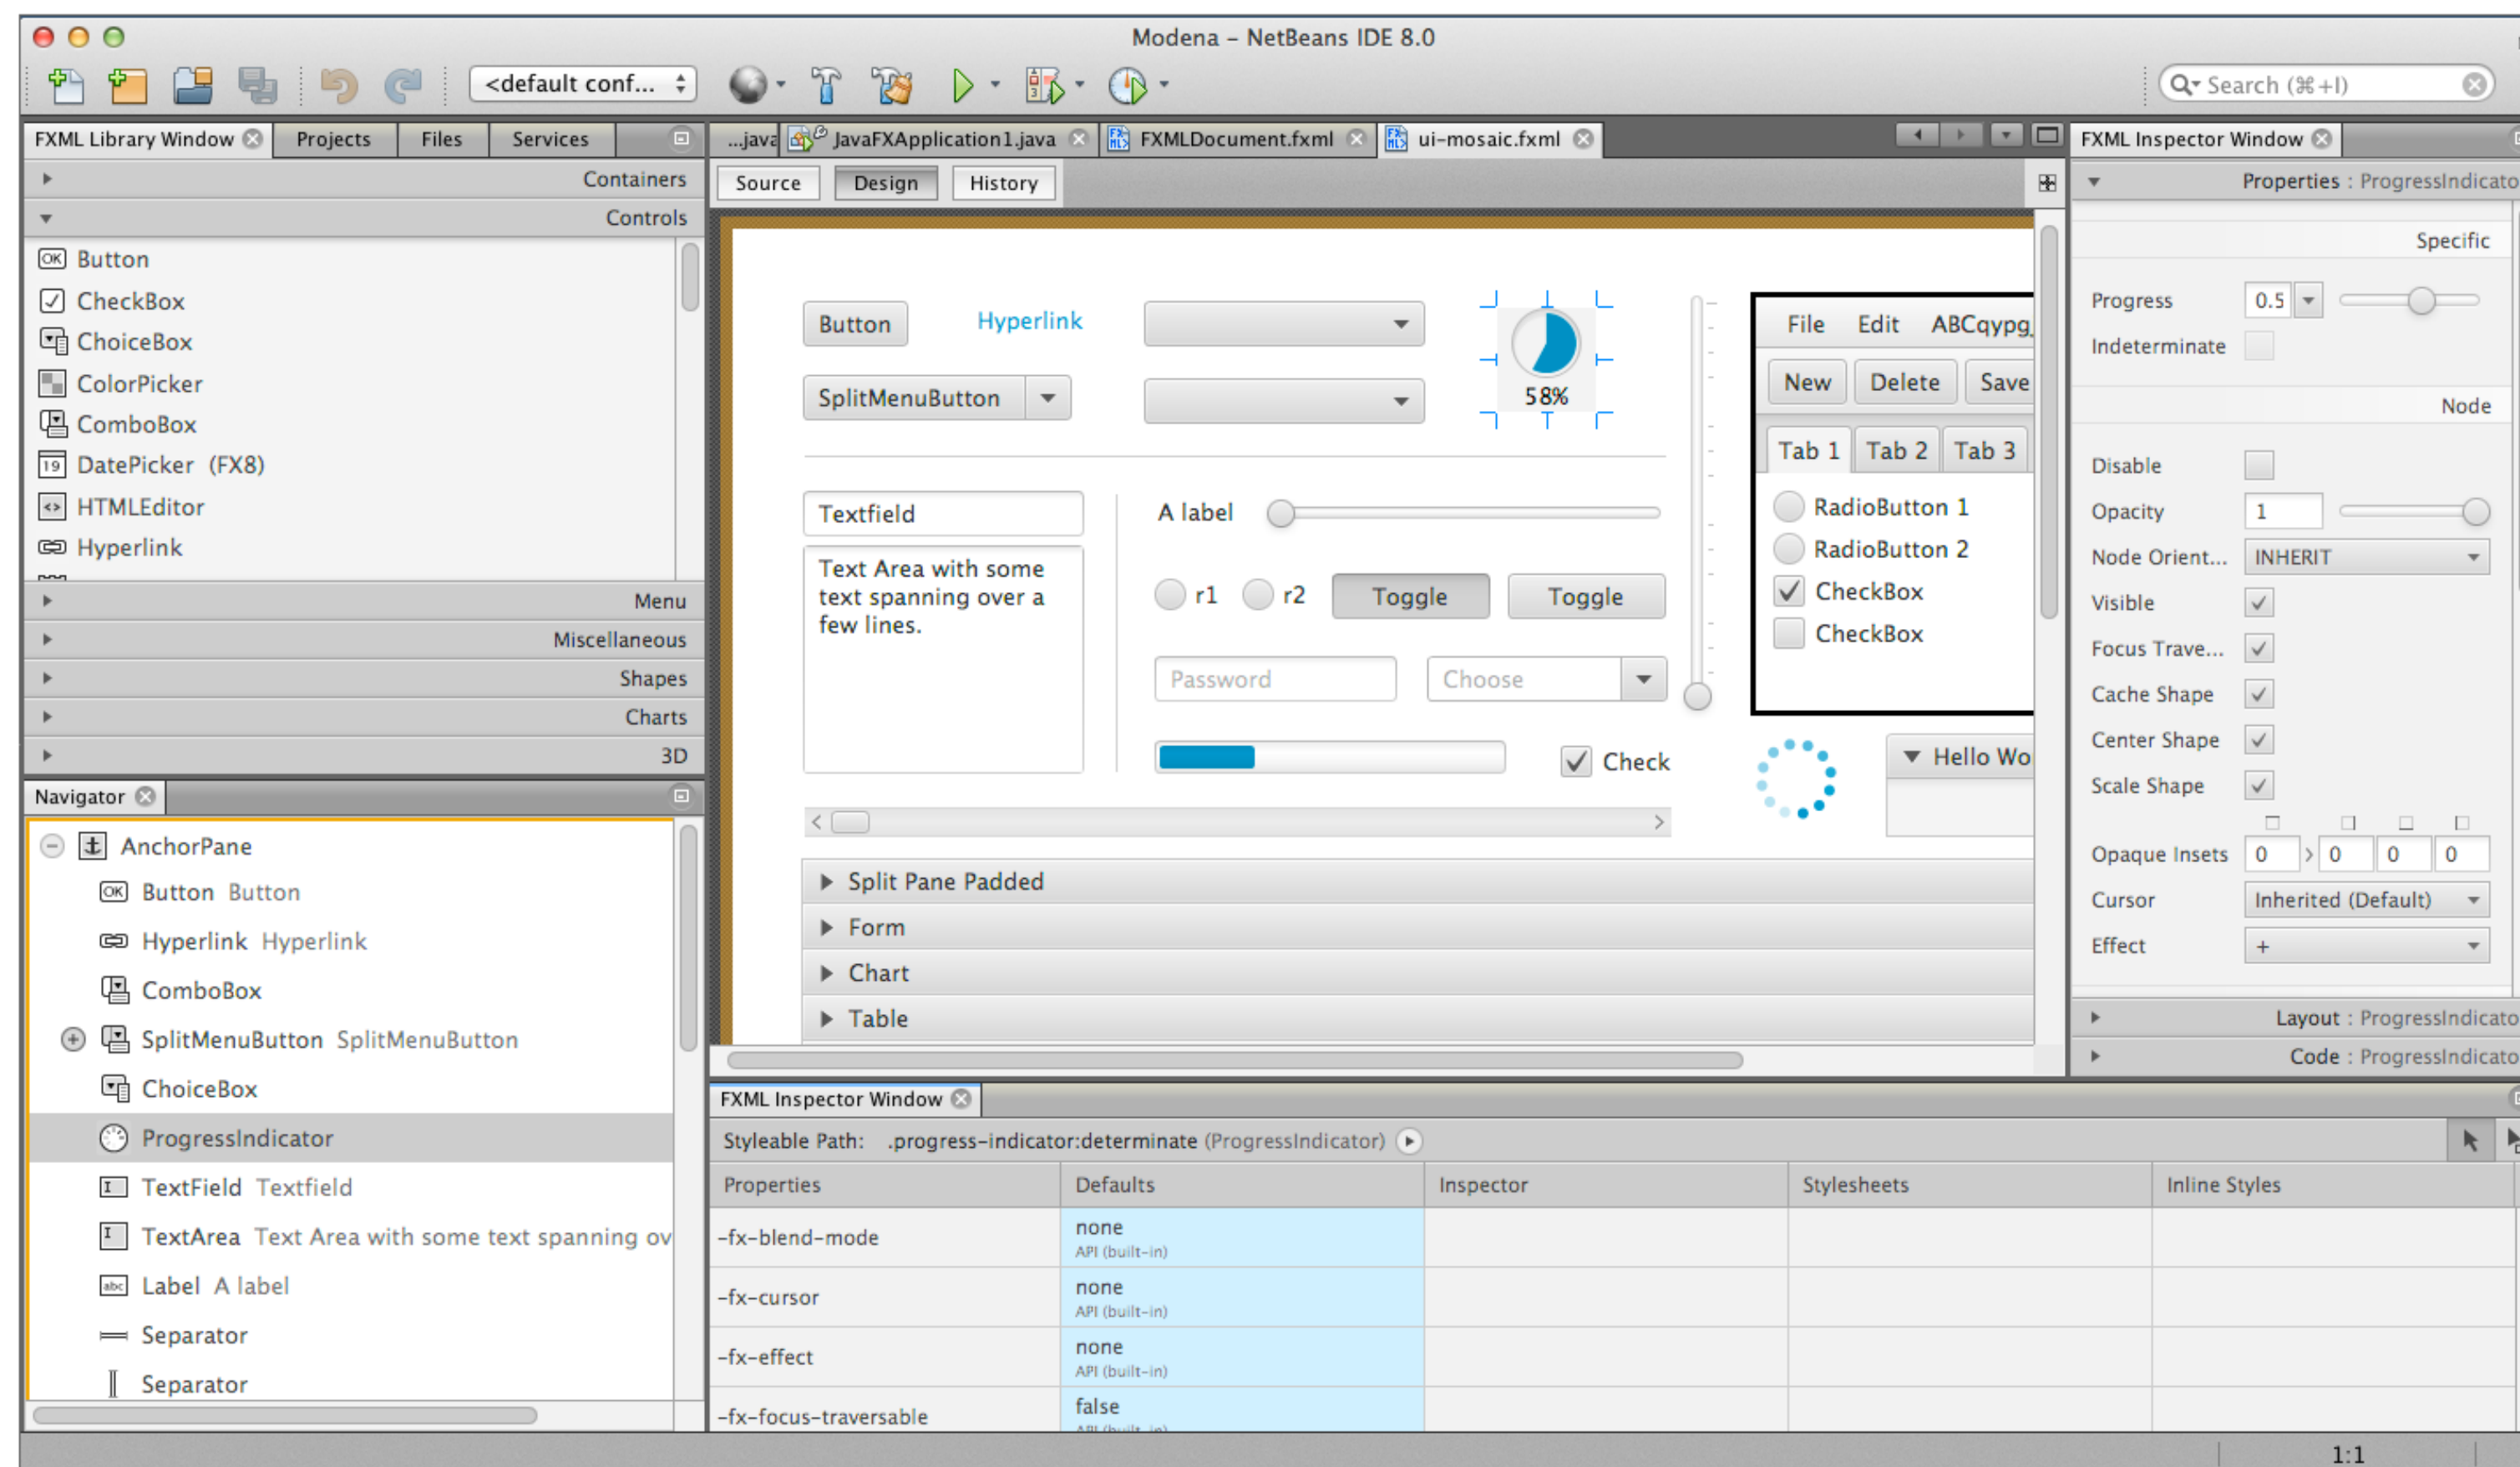 Modena – NetBeans IDE 8.0
<default conf...
Search (⌘+I)
FXML Library Window
Projects
Files
Services
Containers
Controls
Button
CheckBox
ChoiceBox
ColorPicker
ComboBox
DatePicker (FX8)
HTMLEditor
Hyperlink
Menu
Miscellaneous
Shapes
Charts
3D
Navigator
AnchorPane
Button Button
Hyperlink Hyperlink
ComboBox
SplitMenuButton SplitMenuButton
ChoiceBox
ProgressIndicator
TextField Textfield
TextArea Text Area with some text spanning ov
Label A label
Separator
Separator
...java
JavaFXApplication1.java
FXMLDocument.fxml
ui-mosaic.fxml
Source
Design
History
Button
Hyperlink
58%
SplitMenuButton
Textfield
Text Area with some
text spanning over a
few lines.
A label
r1
r2
Toggle
Toggle
Password
Choose
Check
File Edit ABCqypg
New
Delete
Save
Tab 1
Tab 2
Tab 3
RadioButton 1
RadioButton 2
CheckBox
CheckBox
Hello Wo
Split Pane Padded
Form
Chart
Table
FXML Inspector Window
Properties : ProgressIndicato
Specific
Progress 0.5
Indeterminate
Node
Disable
Opacity 1
Node Orient... INHERIT
Visible
Focus Trave...
Cache Shape
Center Shape
Scale Shape
Opaque Insets 0 0 0 0
Cursor Inherited (Default)
Effect +
Layout : ProgressIndicato
Code : ProgressIndicato
FXML Inspector Window
Styleable Path: .progress-indicator:determinate (ProgressIndicator)
Properties Defaults Inspector Stylesheets Inline Styles
-fx-blend-mode none
API (built-in)
-fx-cursor none
API (built-in)
-fx-effect none
API (built-in)
-fx-focus-traversable false
API (built-in)
1:1